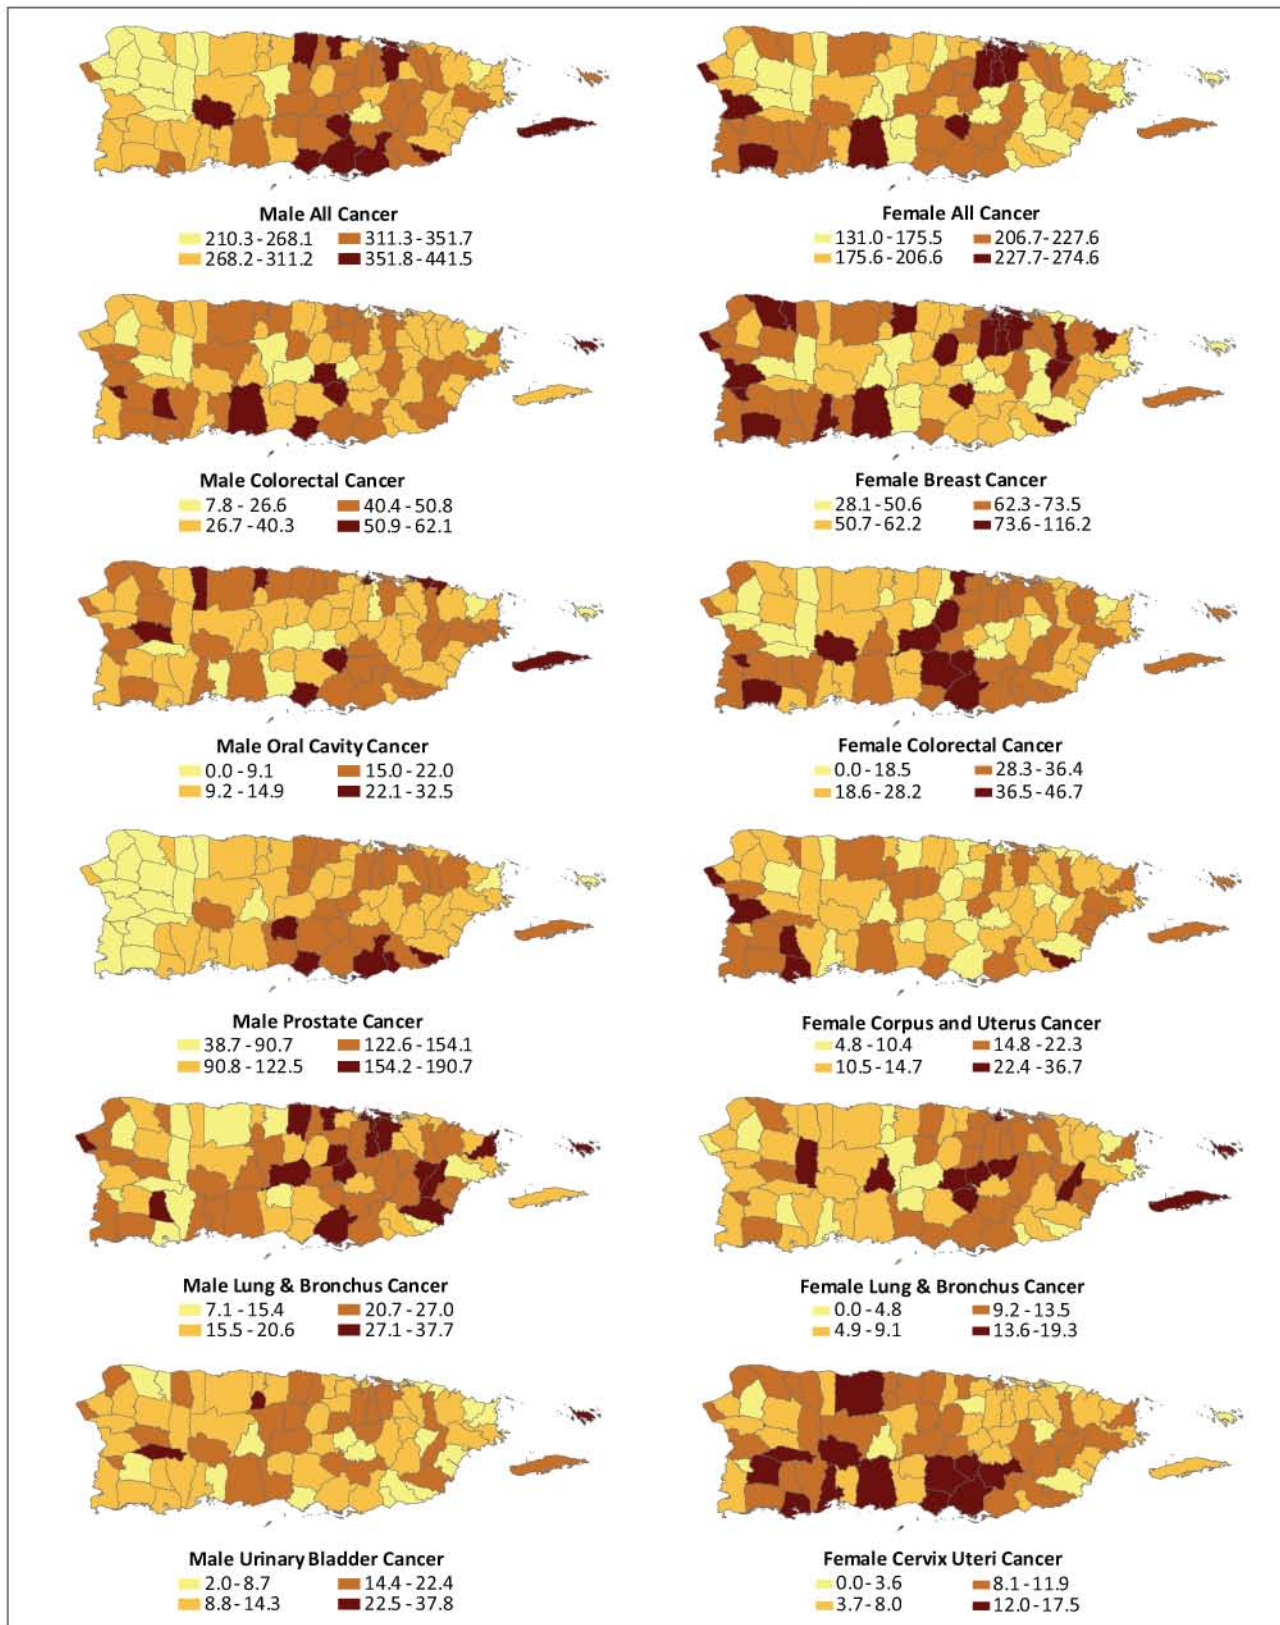 Male All Cancer
210.3 - 268.1 311.3 - 351.7
268.2 - 311.2 351.8 - 441.5
Female All Cancer
131.0 - 175.5 206.7 - 227.6
175.6 - 206.6 227.7 - 274.6
Male Colorectal Cancer
7.8 - 26.6 40.4 - 50.8
26.7 - 40.3 50.9 - 62.1
Female Breast Cancer
28.1 - 50.6 62.3 - 73.5
50.7 - 62.2 73.6 - 116.2
Male Oral Cavity Cancer
0.0 - 9.1 15.0 - 22.0
9.2 - 14.9 22.1 - 32.5
Female Colorectal Cancer
0.0 - 18.5 28.3 - 36.4
18.6 - 28.2 36.5 - 46.7
Male Prostate Cancer
38.7 - 90.7 122.6 - 154.1
90.8 - 122.5 154.2 - 190.7
Female Corpus and Uterus Cancer
4.8 - 10.4 14.8 - 22.3
10.5 - 14.7 22.4 - 36.7
Male Lung & Bronchus Cancer
7.1 - 15.4 20.7 - 27.0
15.5 - 20.6 27.1 - 37.7
Female Lung & Bronchus Cancer
0.0 - 4.8 9.2 - 13.5
4.9 - 9.1 13.6 - 19.3
Male Urinary Bladder Cancer
2.0 - 8.7 14.4 - 22.4
8.8 - 14.3 22.5 - 37.8
Female Cervix Uteri Cancer
0.0 - 3.6 8.1 - 11.9
3.7 - 8.0 12.0 - 17.5